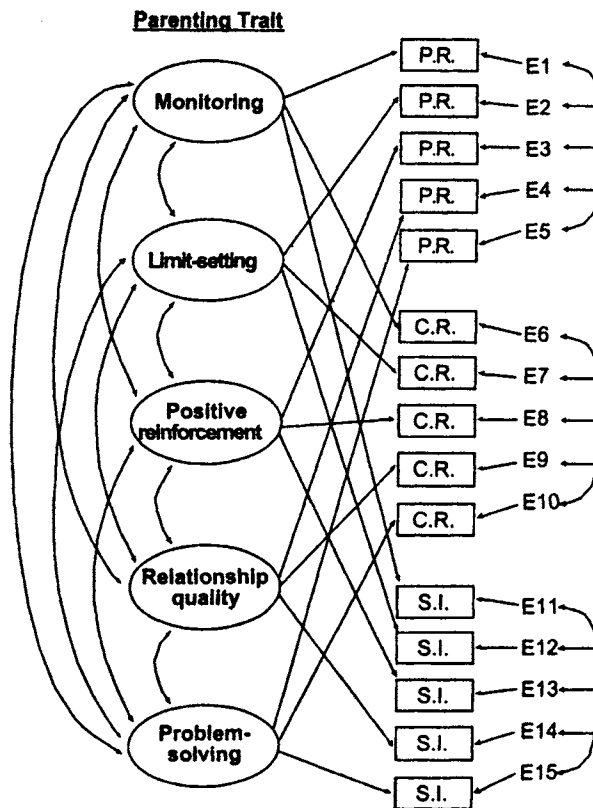 Parenting Trait
Monitoring
Limit-setting
Positive
reinforcement
Relationship
quality
Problem-
solving
P.R. E1
P.R. E2
P.R. E3
P.R. E4
P.R. E5
C.R. E6
C.R. E7
C.R. E8
C.R. E9
C.R. E10
S.I. E11
S.I. E12
S.I. E13
S.I. E14
S.I. E15